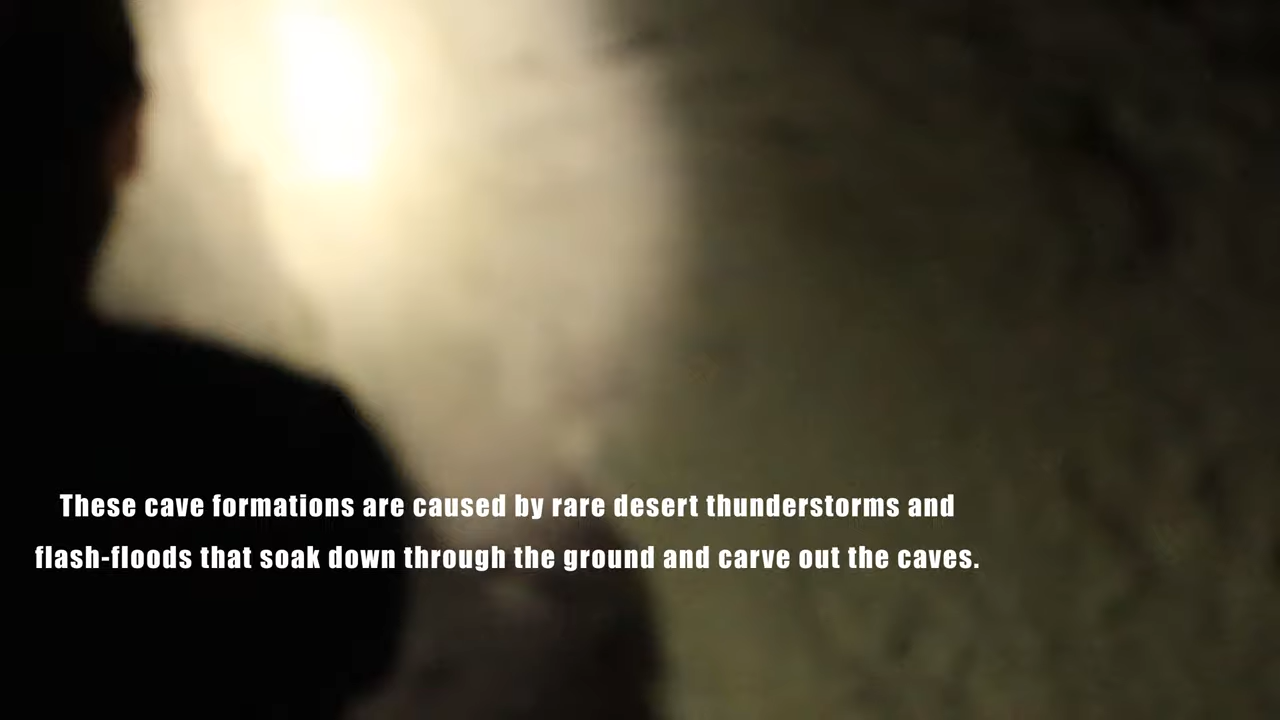 These cave formations are caused by rare desert thunderstorms and
flash-floods that soak down through the ground and carve out the caves.